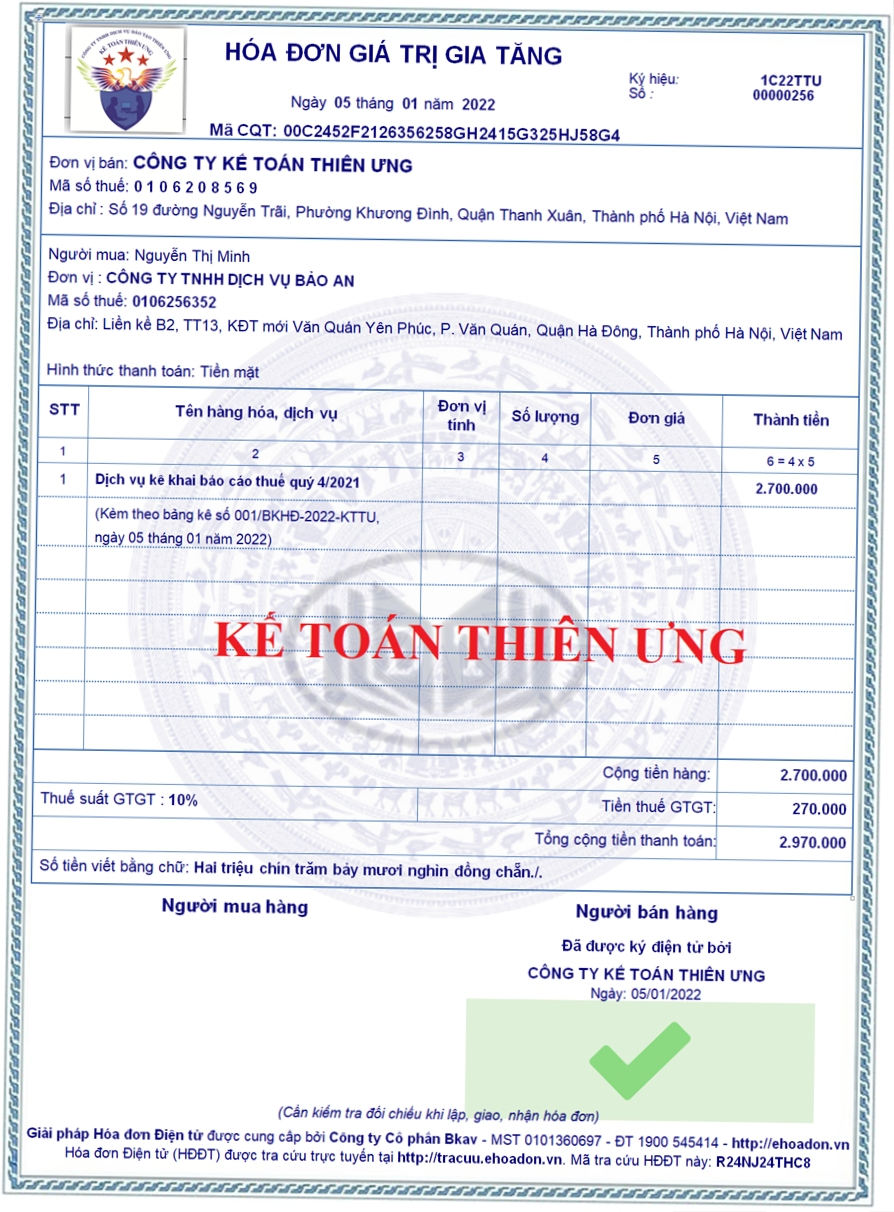 CÔNG TY TNHH DỊCH VỤ ĐÀO TẠO THIÊN ƯNG
KẾ TOÁN THIÊN ƯNG
HÓA ĐƠN GIÁ TRỊ GIA TĂNG
Ký hiệu: 1C22TTU
Số : 00000256
Ngày 05 tháng 01 năm 2022
Mã CQT: 00C2452F2126356258GH2415G325HJ58G4
Đơn vị bán: CÔNG TY KẾ TOÁN THIÊN ƯNG
Mã số thuế: 0 1 0 6 2 0 8 5 6 9
Địa chỉ : Số 19 đường Nguyễn Trãi, Phường Khương Đình, Quận Thanh Xuân, Thành phố Hà Nội, Việt Nam
Người mua: Nguyễn Thị Minh
Đơn vị : CÔNG TY TNHH DỊCH VỤ BẢO AN
Mã số thuế: 0106256352
Địa chỉ: Liền kề B2, TT13, KĐT mới Văn Quán Yên Phúc, P. Văn Quán, Quận Hà Đông, Thành phố Hà Nội, Việt Nam
Hình thức thanh toán: Tiền mặt
STT Tên hàng hóa, dịch vụ Đơn vị tính Số lượng Đơn giá Thành tiền
1 2 3 4 5 6 = 4 x 5
1 Dịch vụ kê khai báo cáo thuế quý 4/2021 2.700.000
(Kèm theo bảng kê số 001/BKHĐ-2022-KTTU,
ngày 05 tháng 01 năm 2022)
KẾ TOÁN THIÊN ƯNG
Cộng tiền hàng: 2.700.000
Thuế suất GTGT : 10% Tiền thuế GTGT: 270.000
Tổng cộng tiền thanh toán: 2.970.000
Số tiền viết bằng chữ: Hai triệu chín trăm bảy mươi nghìn đồng chẵn./.
Người mua hàng Người bán hàng
Đã được ký điện tử bởi
CÔNG TY KẾ TOÁN THIÊN ƯNG
Ngày: 05/01/2022
(Cần kiểm tra đối chiếu khi lập, giao, nhận hóa đơn)
Giải pháp Hóa đơn Điện tử được cung cấp bởi Công ty Cổ phần Bkav - MST 0101360697 - ĐT 1900 545414 - http://ehoadon.vn
Hóa đơn Điện tử (HĐĐT) được tra cứu trực tuyến tại http://tracuu.ehoadon.vn. Mã tra cứu HĐĐT này: R24NJ24THC8